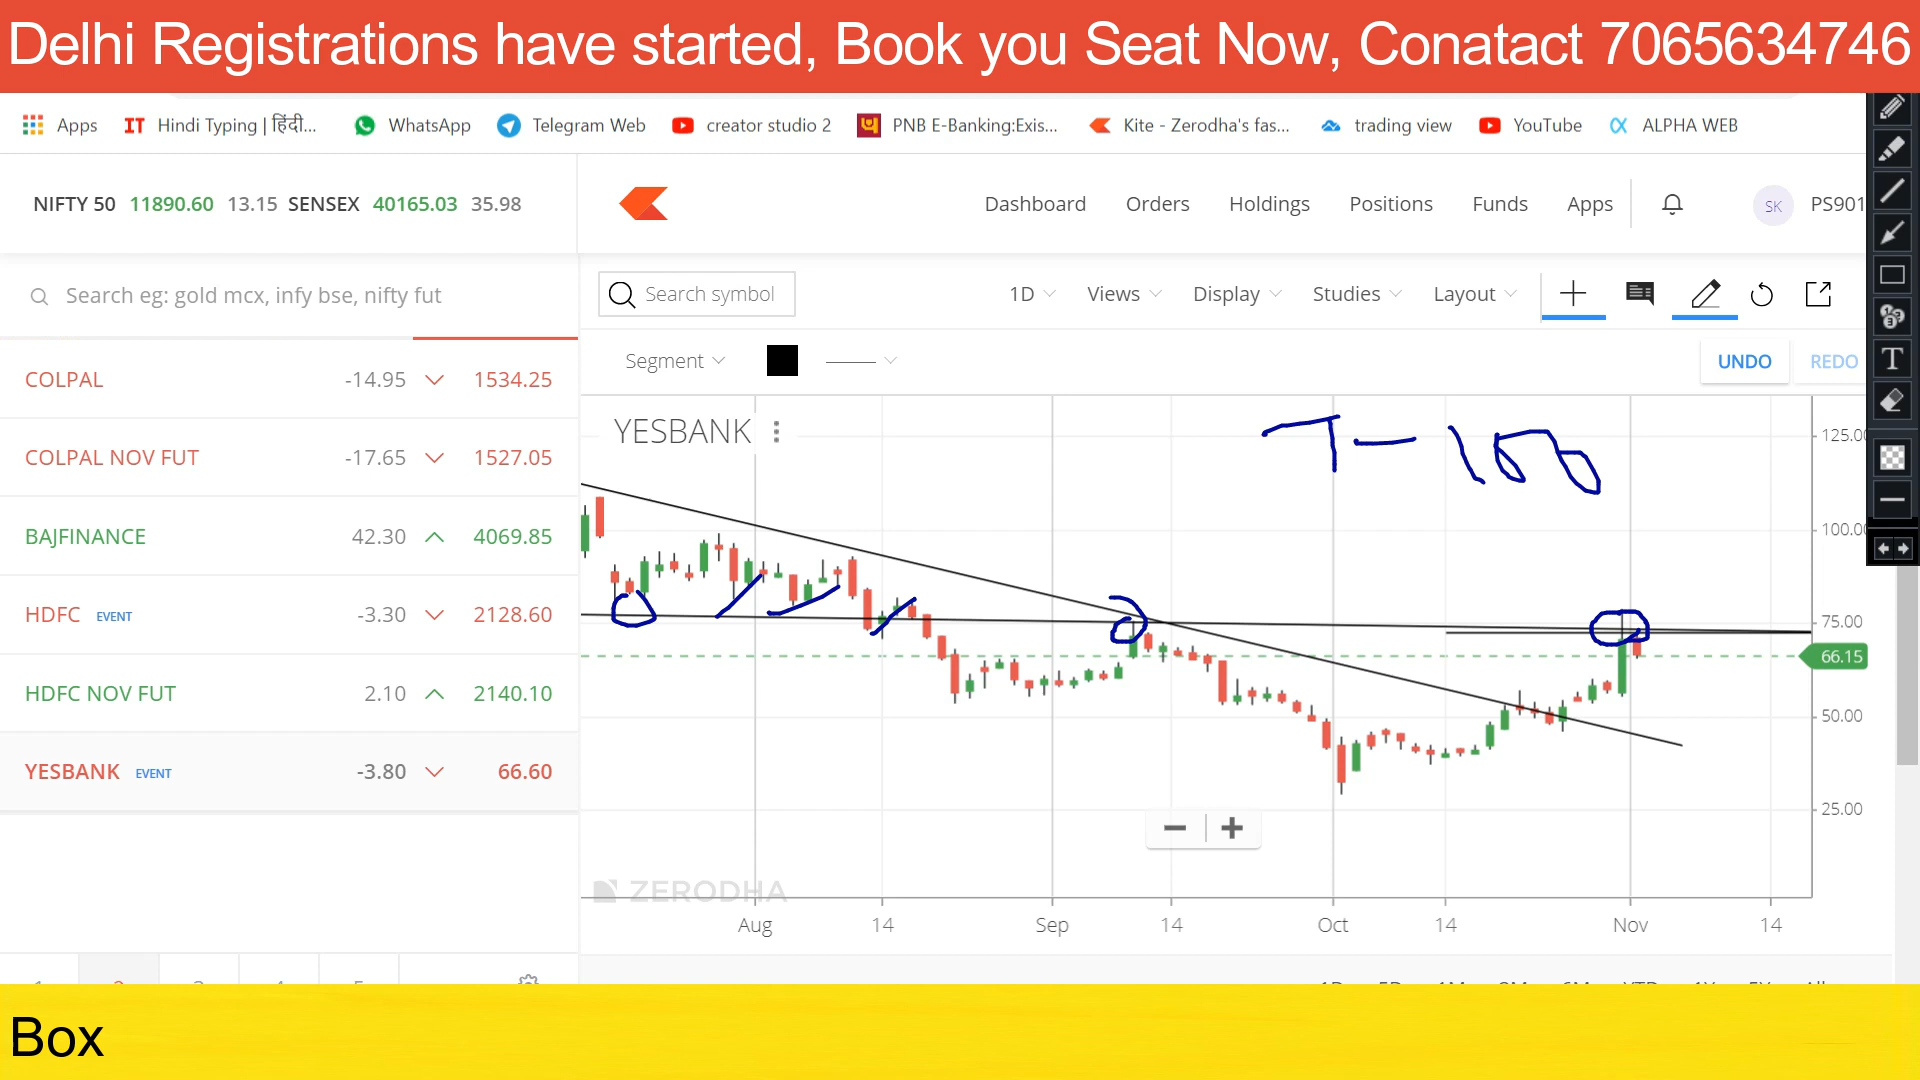 Delhi Registrations have started, Book you Seat Now, Conatact 7065634746
Apps IT Hindi Typing | हिंदी... WhatsApp Telegram Web creator studio 2 PNB E-Banking:Exis... Kite - Zerodha's fas... trading view YouTube ALPHA WEB
NIFTY 50 11890.60 13.15 SENSEX 40165.03 35.98
Dashboard Orders Holdings Positions Funds Apps SK PS901
Search eg: gold mcx, infy bse, nifty fut
Search symbol 1D Views Display Studies Layout
Segment UNDO REDO
COLPAL -14.95 1534.25
COLPAL NOV FUT -17.65 1527.05
BAJFINANCE 42.30 4069.85
HDFC EVENT -3.30 2128.60
HDFC NOV FUT 2.10 2140.10
YESBANK EVENT -3.80 66.60
YESBANK
T-100
125.00
100.00
75.00
66.15
50.00
25.00
ZERODHA
Aug 14 Sep 14 Oct 14 Nov 14
Box